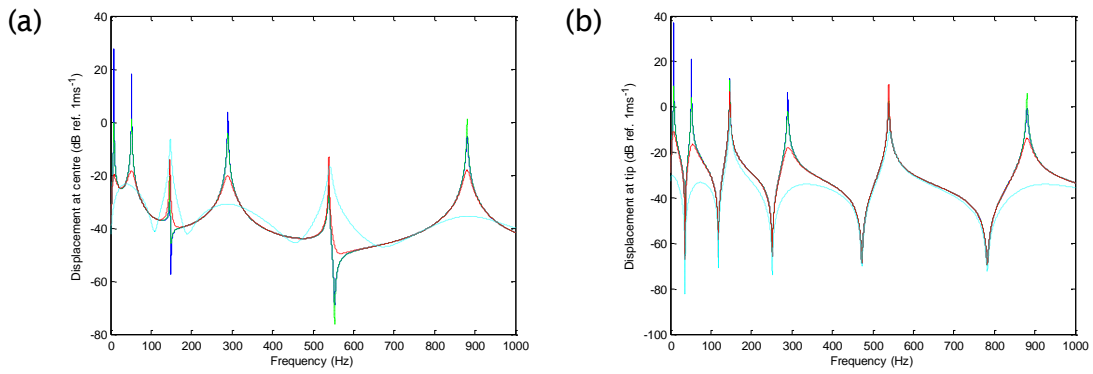 (a)
Displacement at centre (dB ref. 1ms⁻¹)
40
20
0
-20
-40
-60
-80
0 100 200 300 400 500 600 700 800 900 1000
Frequency (Hz)
(b)
Displacement at tip (dB ref. 1ms⁻¹)
40
20
0
-20
-40
-60
-80
-100
0 100 200 300 400 500 600 700 800 900 1000
Frequency (Hz)